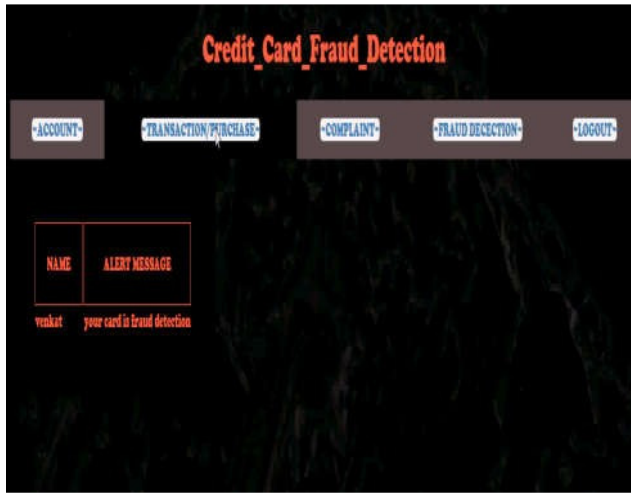 Credit_Card_Fraud_Detection
-ACCOUNT- -TRANSACTION/PURCHASE- -COMPLAINT- -FRAUD DECECTION- -LOGOUT-
NAME ALERT MESSAGE
venkat your card is fraud detection